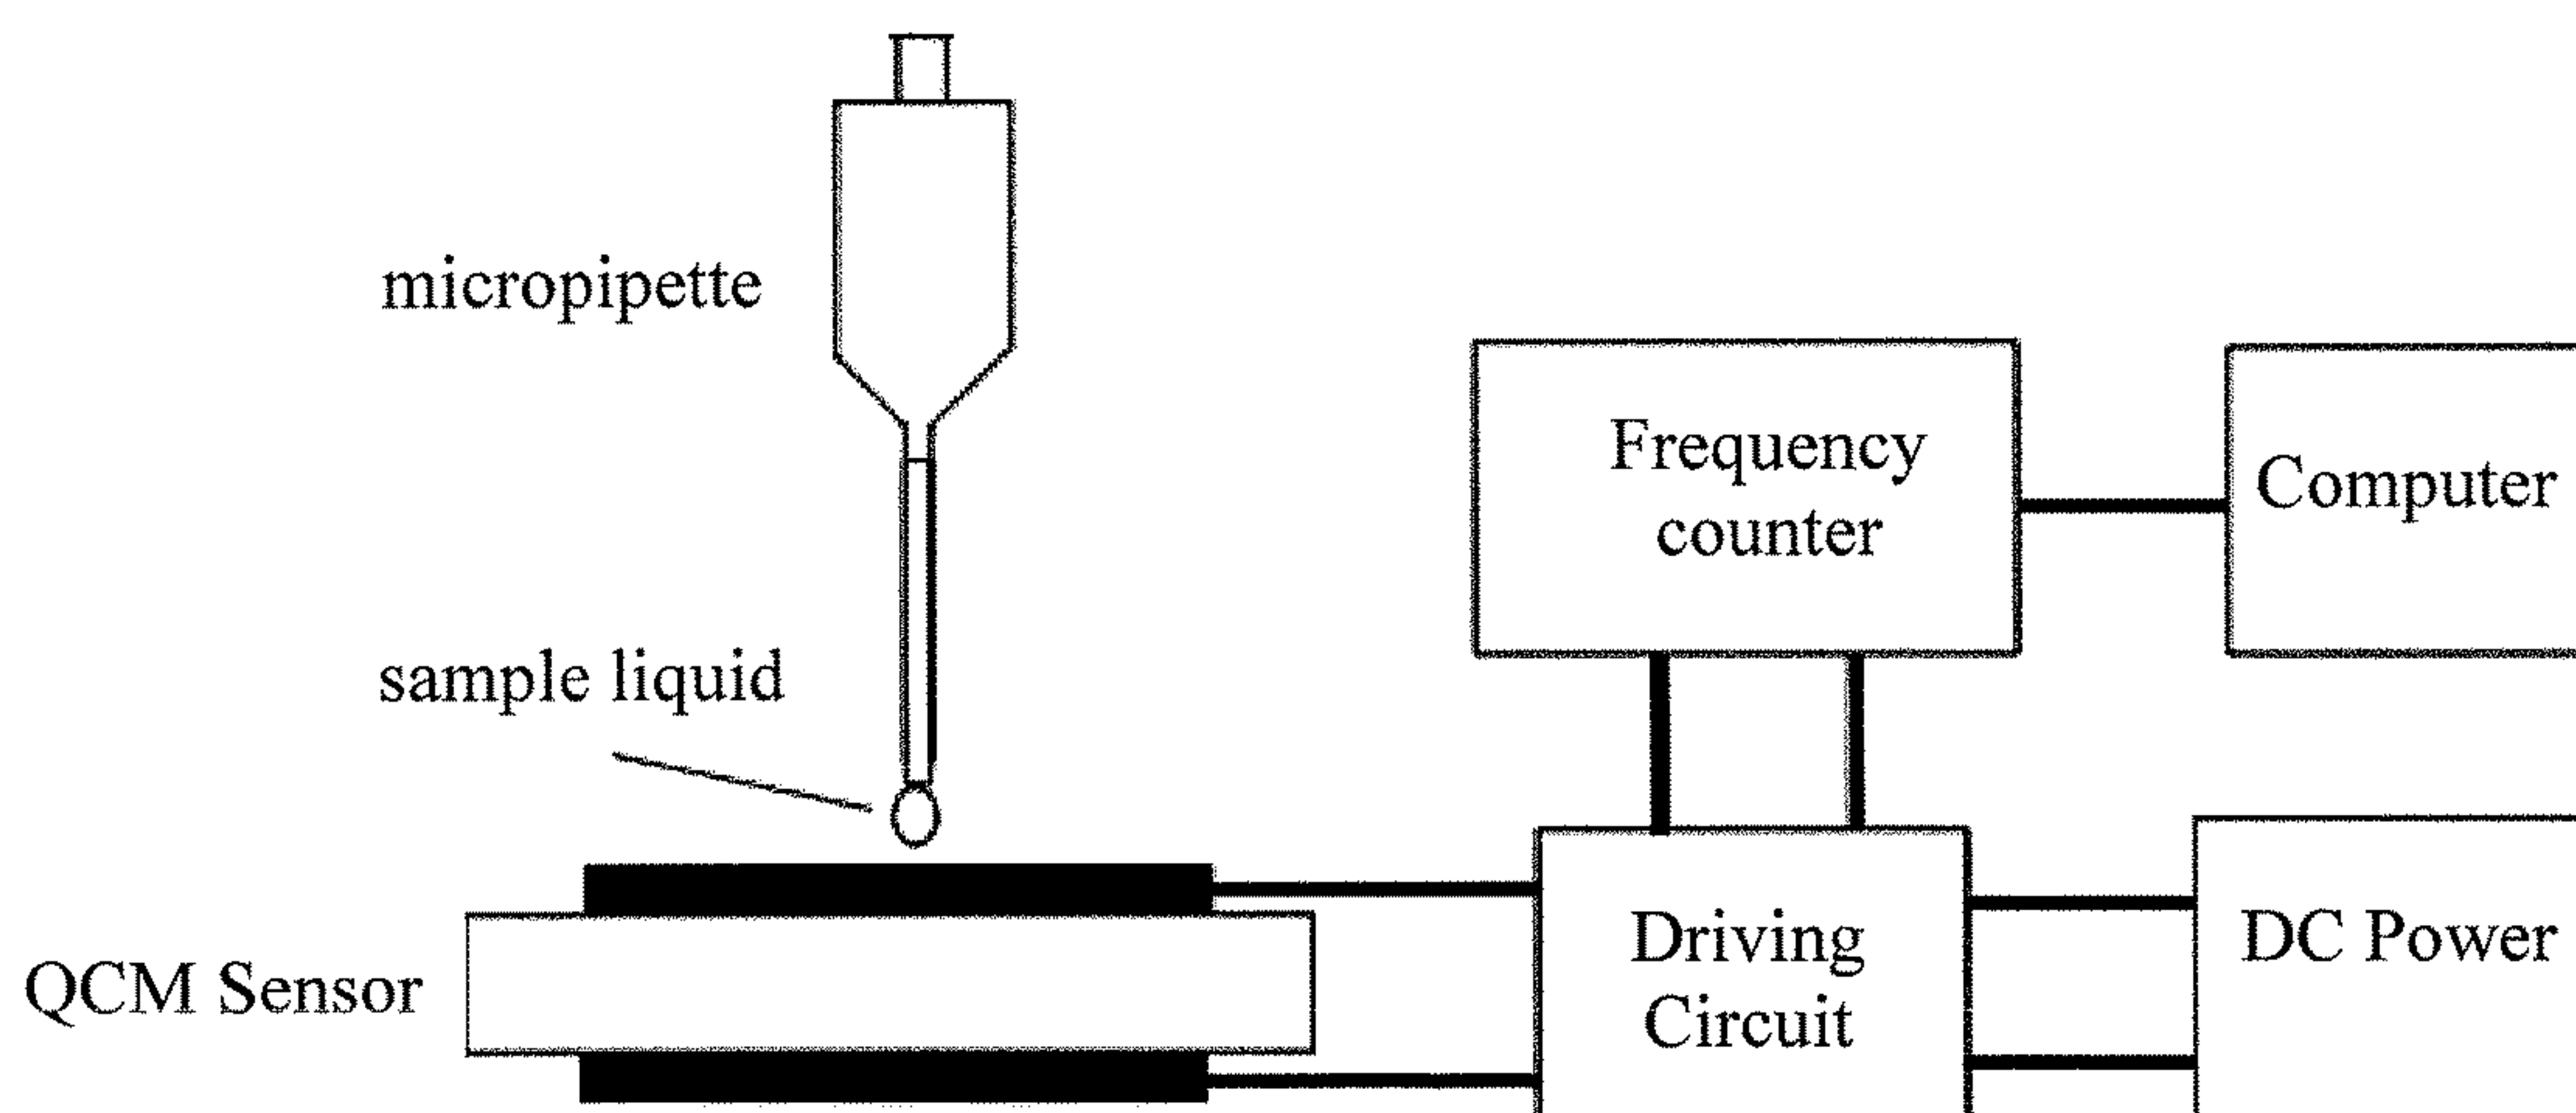 micropipette
Frequency
counter
Computer
sample liquid
QCM Sensor
Driving
Circuit
DC Power